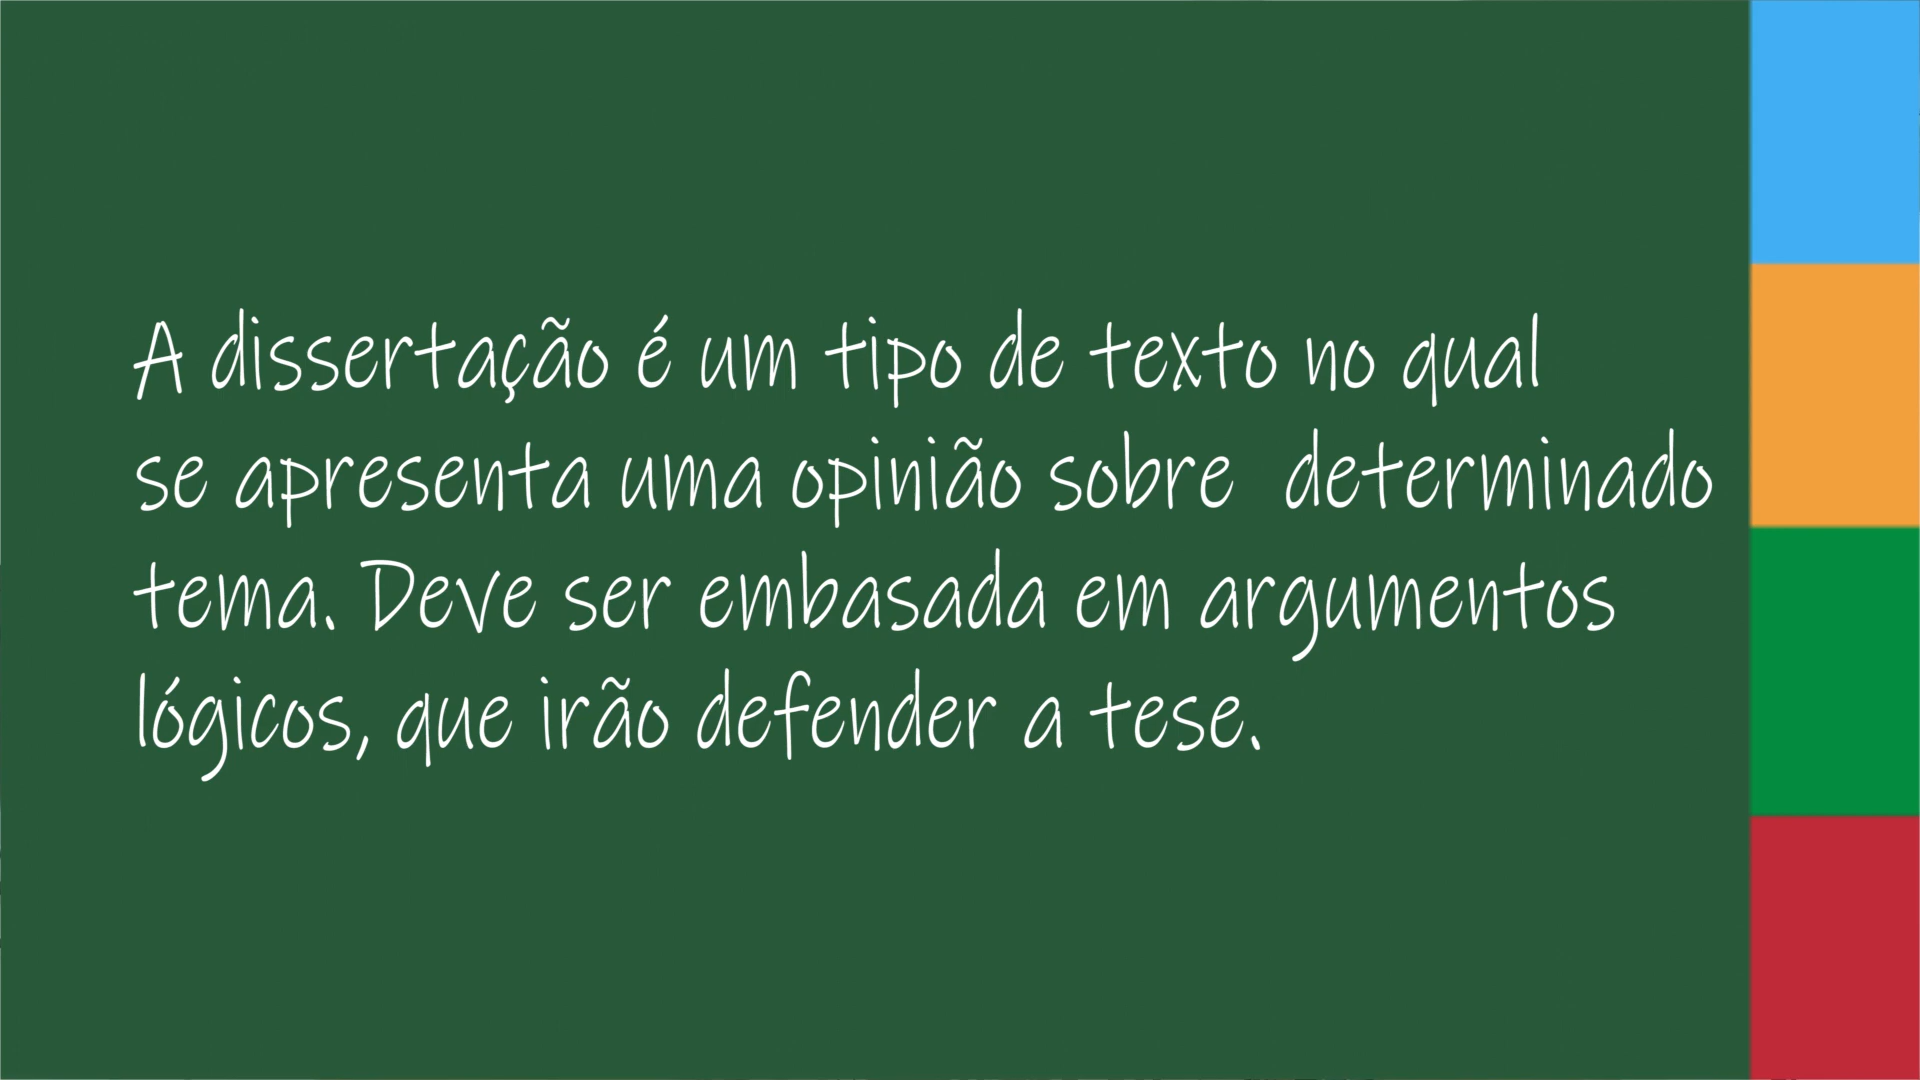 A dissertação é um tipo de texto no qual
se apresenta uma opinião sobre determinado
tema. Deve ser embasada em argumentos
lógicos, que irão defender a tese.